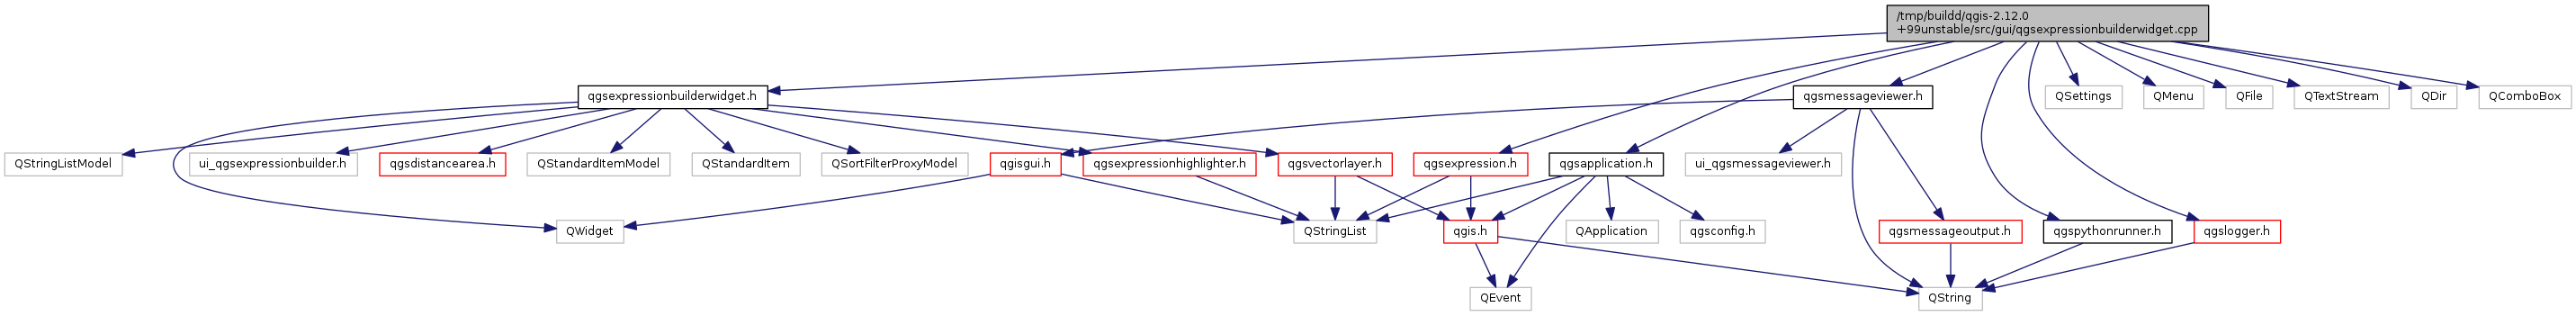 /tmp/buildd/qgis-2.12.0
+99unstable/src/gui/qgsexpressionbuilderwidget.cpp
qgsexpressionbuilderwidget.h
qgsmessageviewer.h
QSettings
QMenu
QFile
QTextStream
QDir
QComboBox
QStringListModel
ui_qgsexpressionbuilder.h
qgsdistancearea.h
QStandardItemModel
QStandardItem
QSortFilterProxyModel
qgisgui.h
qgsexpressionhighlighter.h
qgsvectorlayer.h
qgsexpression.h
qgsapplication.h
ui_qgsmessageviewer.h
QWidget
QStringList
qgis.h
QApplication
qgsconfig.h
qgsmessageoutput.h
qgspythonrunner.h
qgslogger.h
QEvent
QString